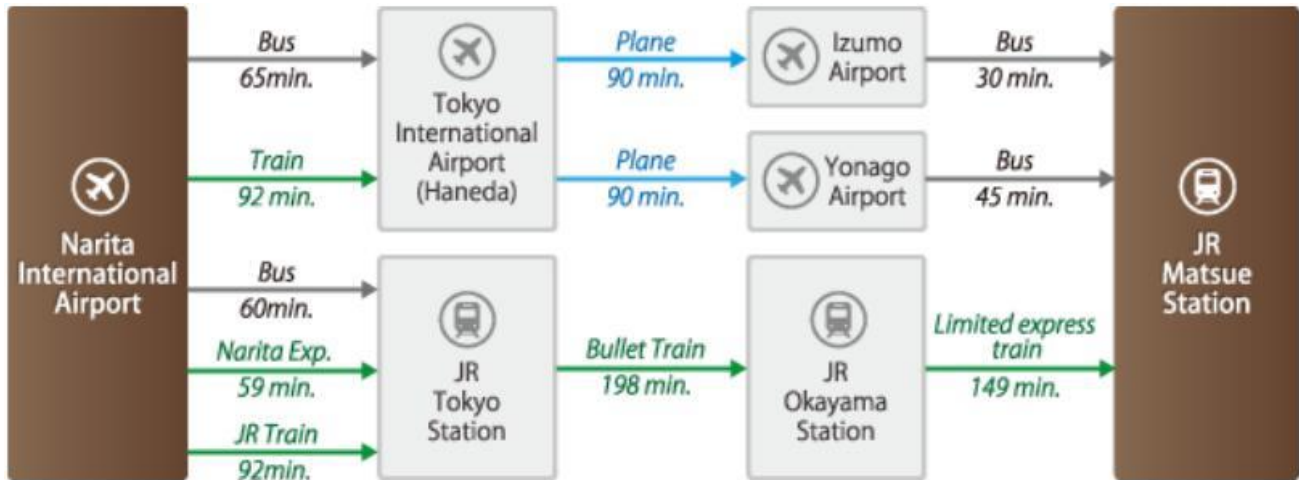 Narita
International
Airport
Bus
65min.
Train
92 min.
Bus
60min.
Narita Exp.
59 min.
JR Train
92min.
Tokyo
International
Airport
(Haneda)
JR
Tokyo
Station
Plane
90 min.
Plane
90 min.
Bullet Train
198 min.
Izumo
Airport
Yonago
Airport
JR
Okayama
Station
Bus
30 min.
Bus
45 min.
Limited express
train
149 min.
JR
Matsue
Station